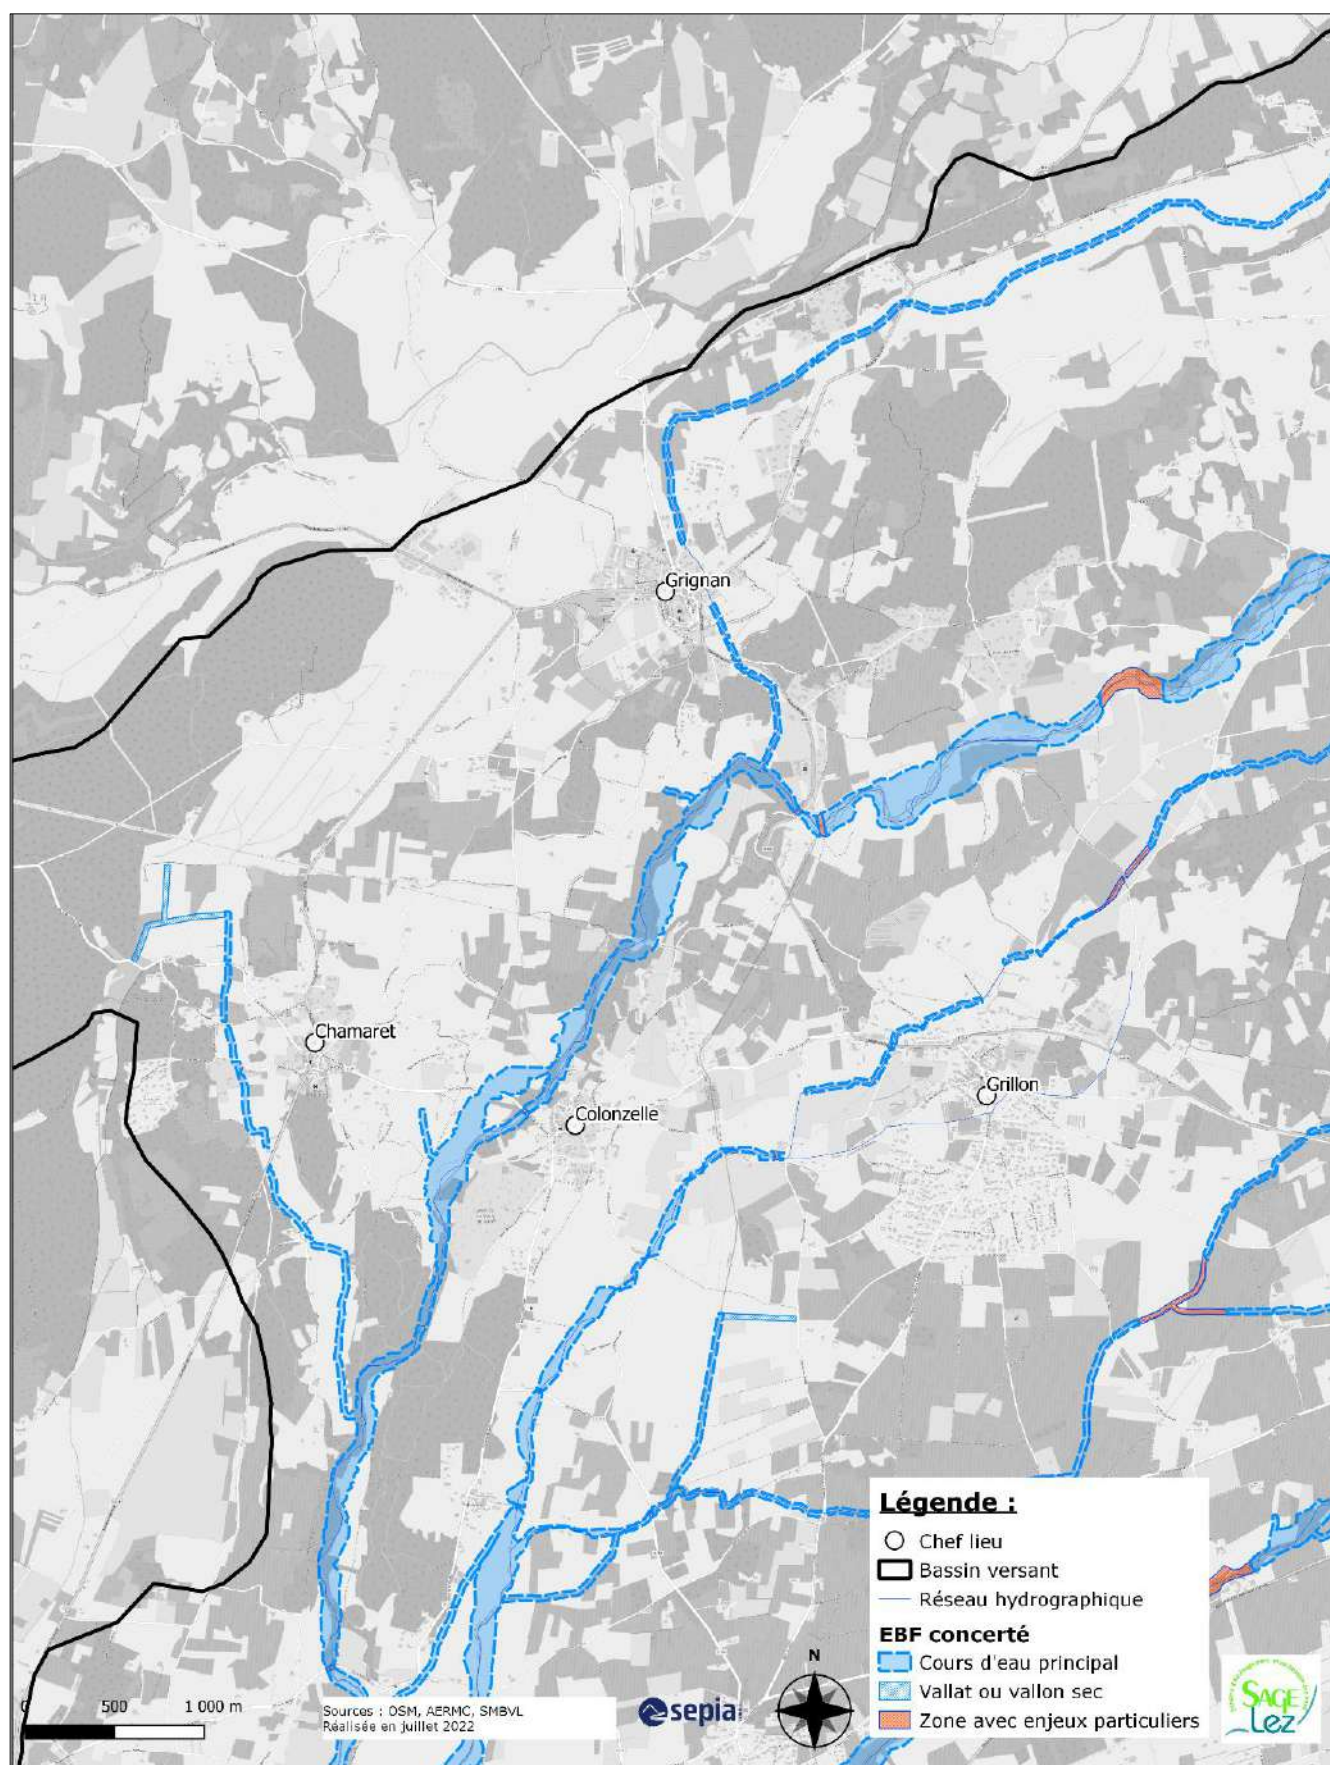 Grignan
Chamaret
Colonzelle
Grillon
Légende :
Chef lieu
Bassin versant
Réseau hydrographique
EBF concerté
Cours d'eau principal
Vallat ou vallon sec
Zone avec enjeux particuliers
0 500 1 000 m
Sources : OSM, AERMC, SMBVL
Réalisée en juillet 2022
sepia
N
SAGE
Lez